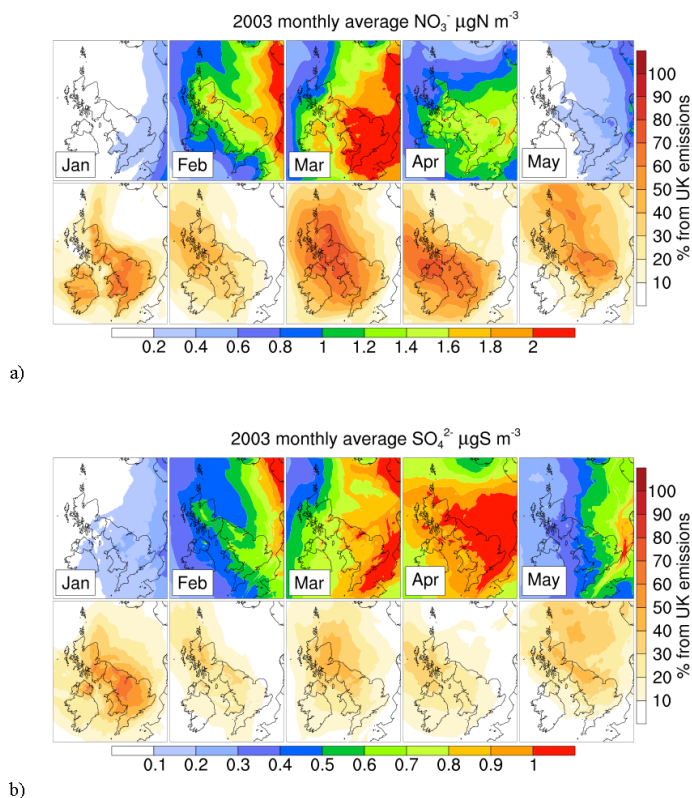 2003 monthly average NO₃⁻ µgN m⁻³
Jan Feb Mar Apr May
100
90
80
70
60
50
40
30
20
10
% from UK emissions
0.2 0.4 0.6 0.8 1 1.2 1.4 1.6 1.8 2
a)
2003 monthly average SO₄²⁻ µgS m⁻³
Jan Feb Mar Apr May
100
90
80
70
60
50
40
30
20
10
% from UK emissions
0.1 0.2 0.3 0.4 0.5 0.6 0.7 0.8 0.9 1
b)